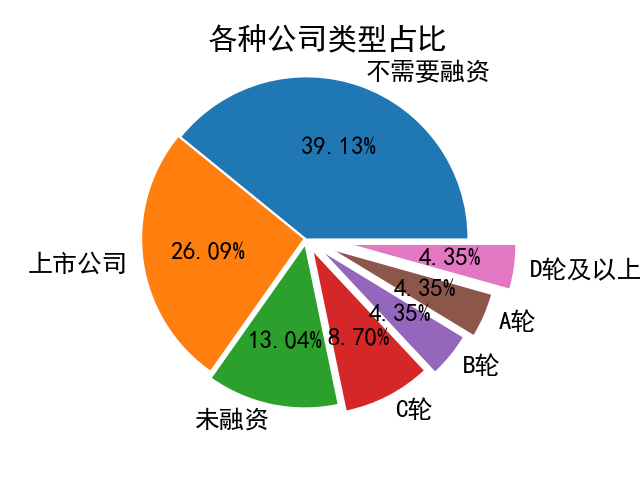 各种公司类型占比
不需要融资
39.13%
上市公司
26.09%
未融资
13.04%
C轮
8.70%
B轮
4.35%
A轮
4.35%
D轮及以上
4.35%